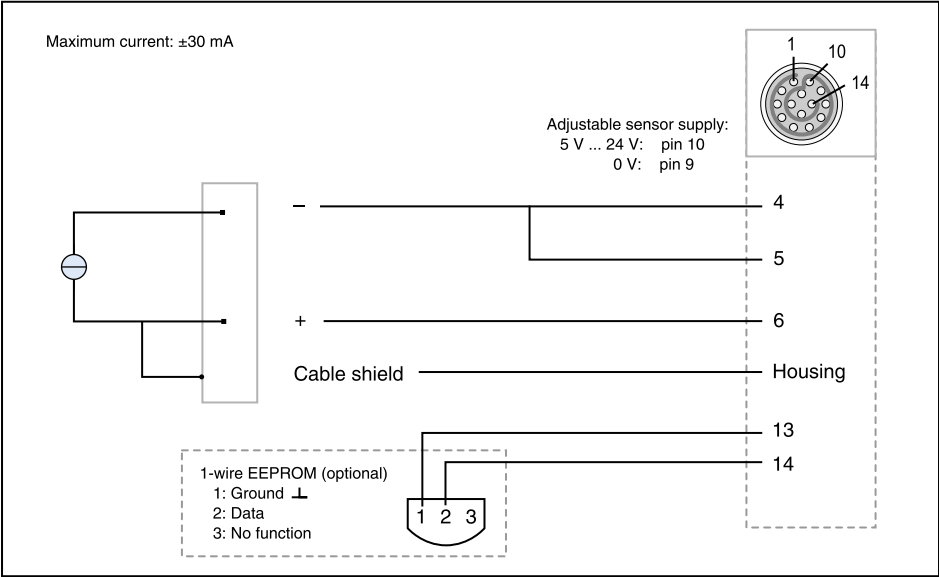 Maximum current: ±30 mA
1
10
14
Adjustable sensor supply:
5 V ... 24 V: pin 10
0 V: pin 9
− 4
5
+ 6
Cable shield Housing
13
14
1-wire EEPROM (optional)
1: Ground ⊥
2: Data
3: No function
1 2 3